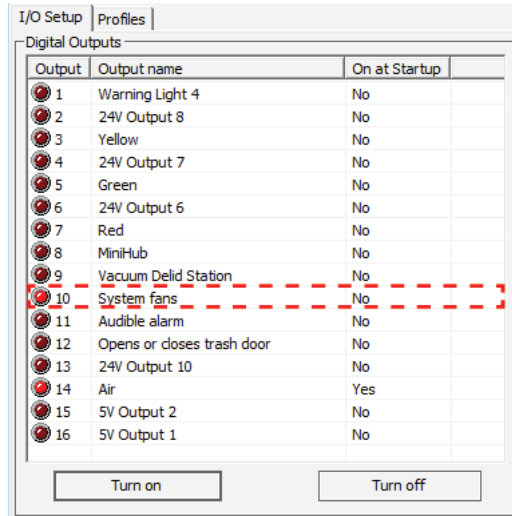 I/O Setup Profiles
Digital Outputs
Output Output name On at Startup
1 Warning Light 4 No
2 24V Output 8 No
3 Yellow No
4 24V Output 7 No
5 Green No
6 24V Output 6 No
7 Red No
8 MiniHub No
9 Vacuum Delid Station No
10 System fans No
11 Audible alarm No
12 Opens or closes trash door No
13 24V Output 10 No
14 Air Yes
15 5V Output 2 No
16 5V Output 1 No
Turn on Turn off